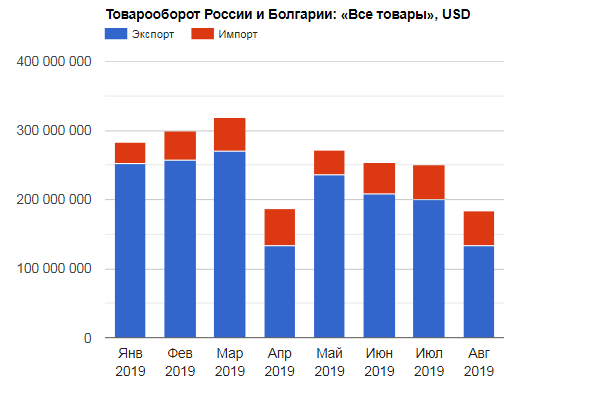 Товарооборот России и Болгарии: «Все товары», USD
Экспорт Импорт
400 000 000
300 000 000
200 000 000
100 000 000
0
Янв Фев Мар Апр Май Июн Июл Авг
2019 2019 2019 2019 2019 2019 2019 2019